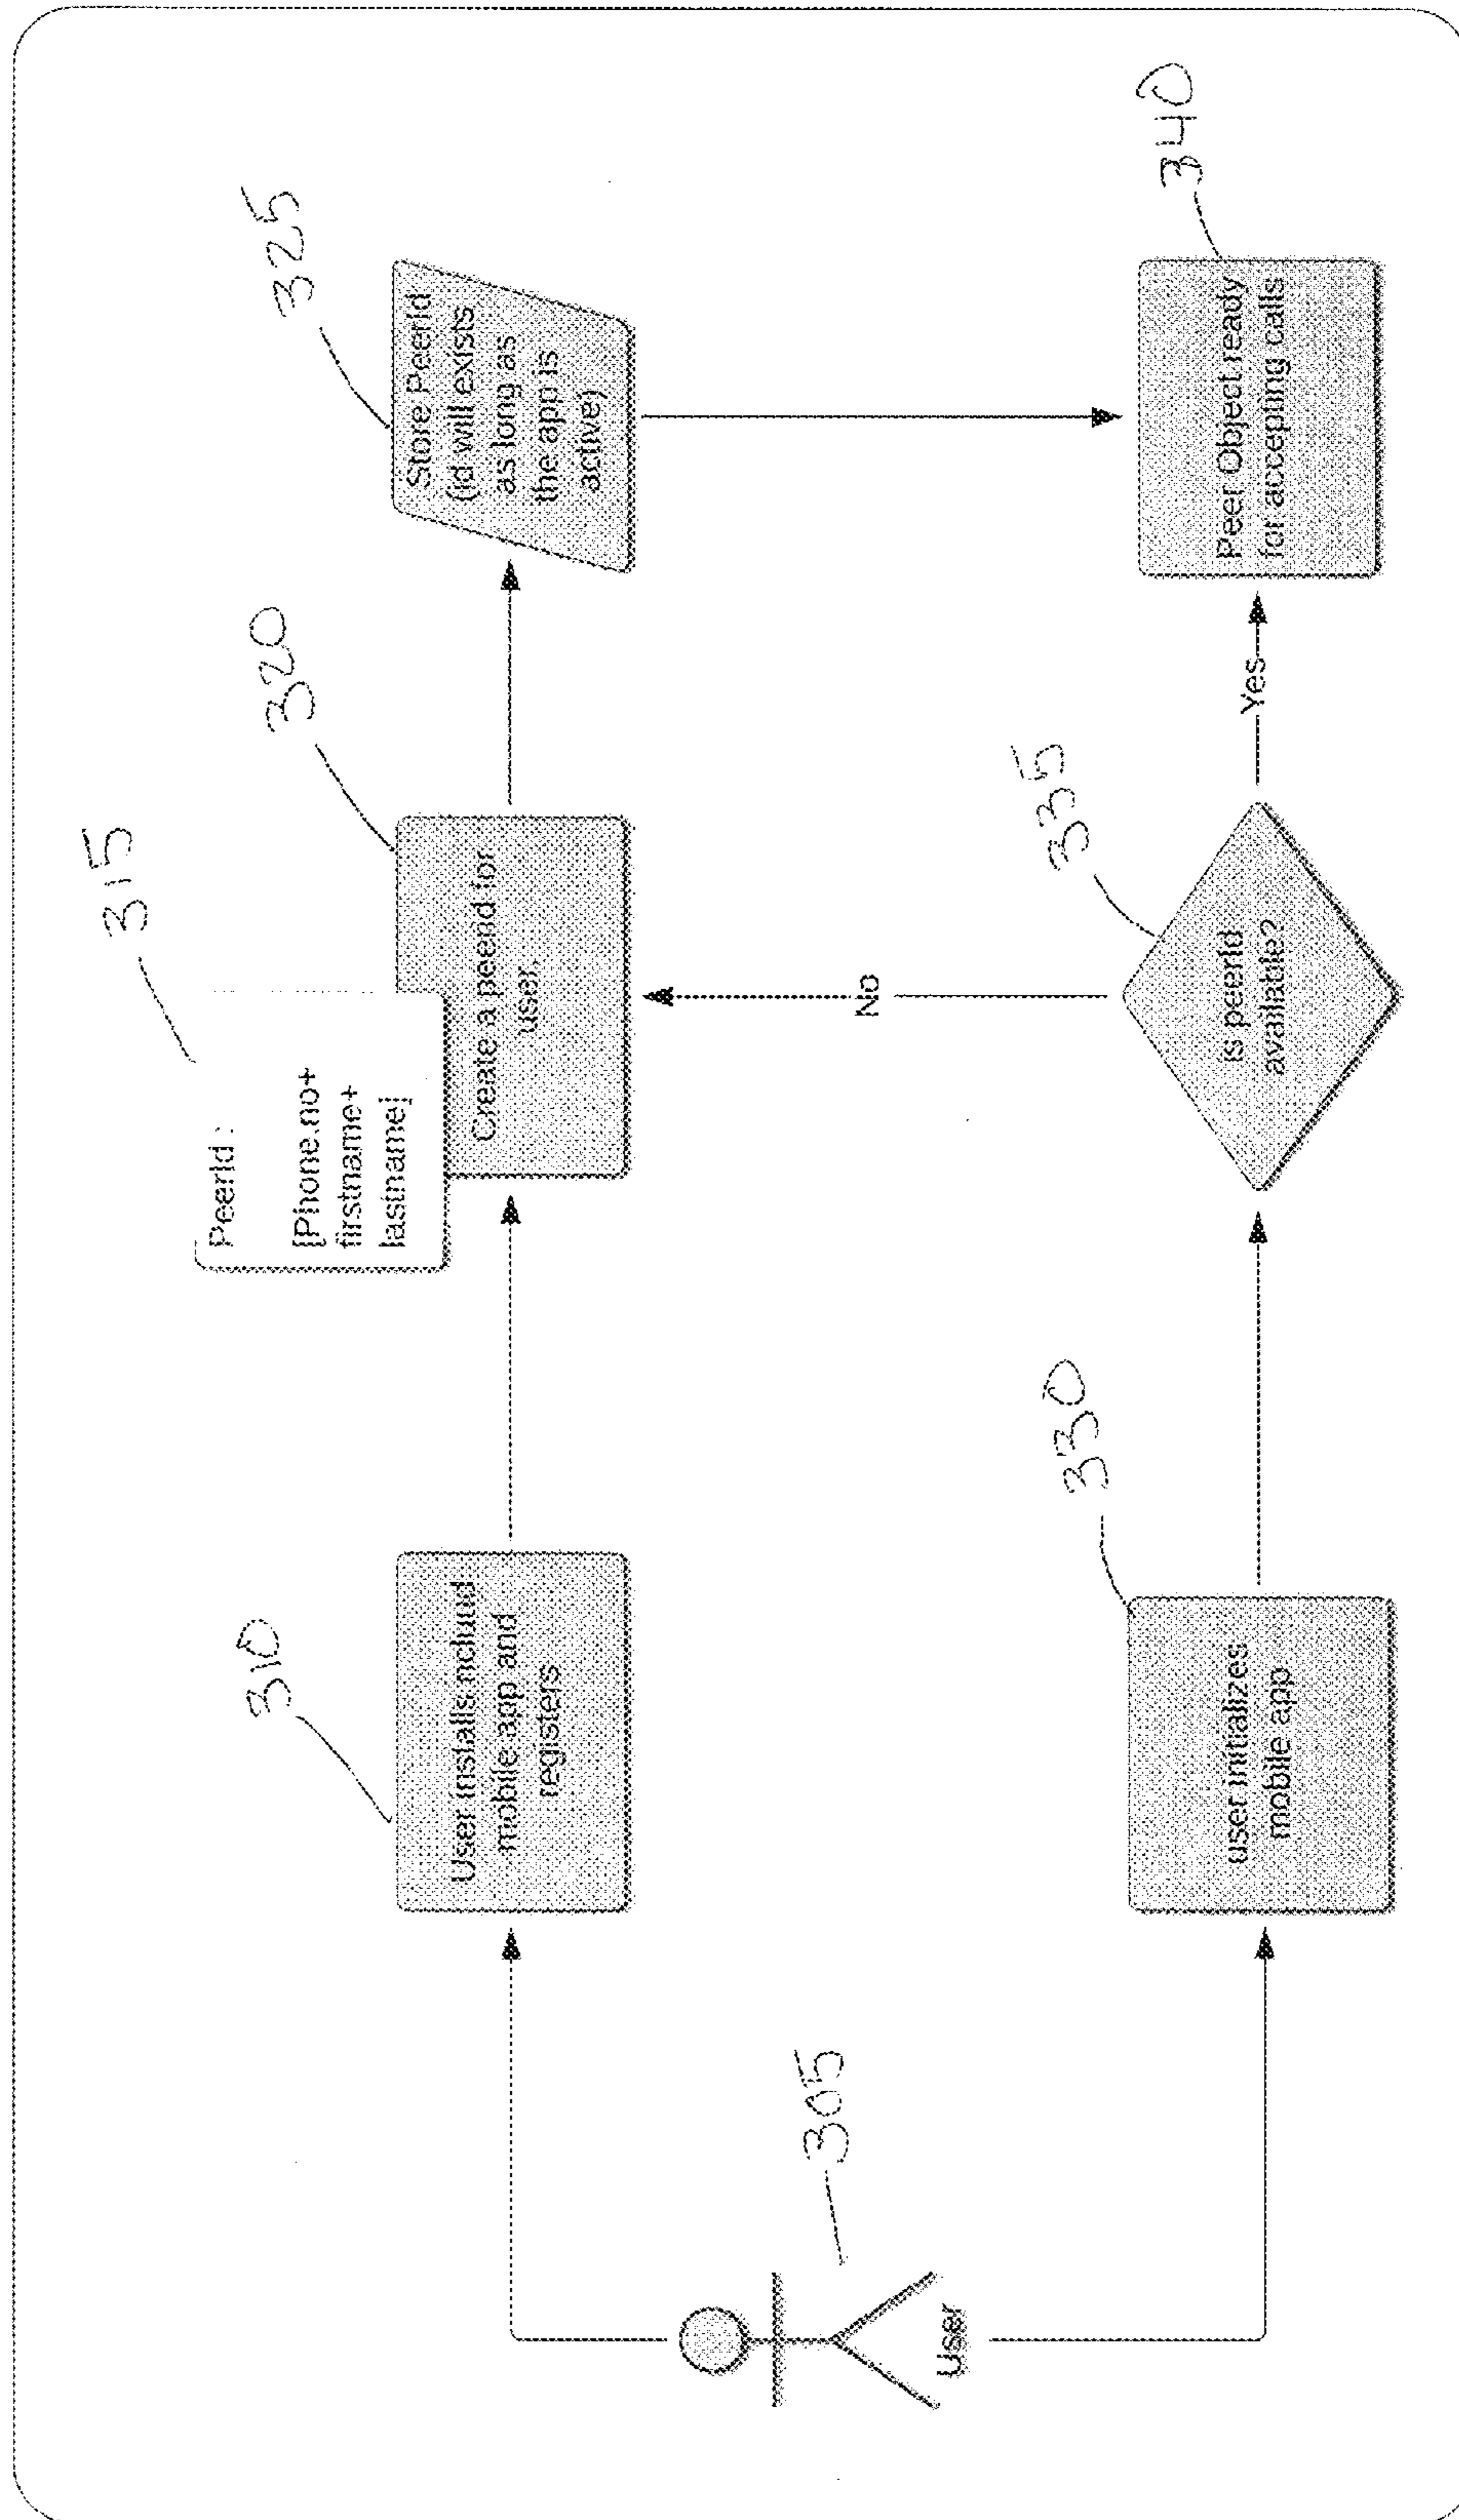 315
Peerid :
[Phone.no+
firstname+
lastname]
310
User installs ncluud
mobile app and
registers
320
Create a peerid for
user.
325
Store PeerId
(id will exists
as long as
the app is
active)
305
User
330
user initializes
mobile app
335
is peerId
available?
No
Yes
340
Peer Object ready
for accepting calls